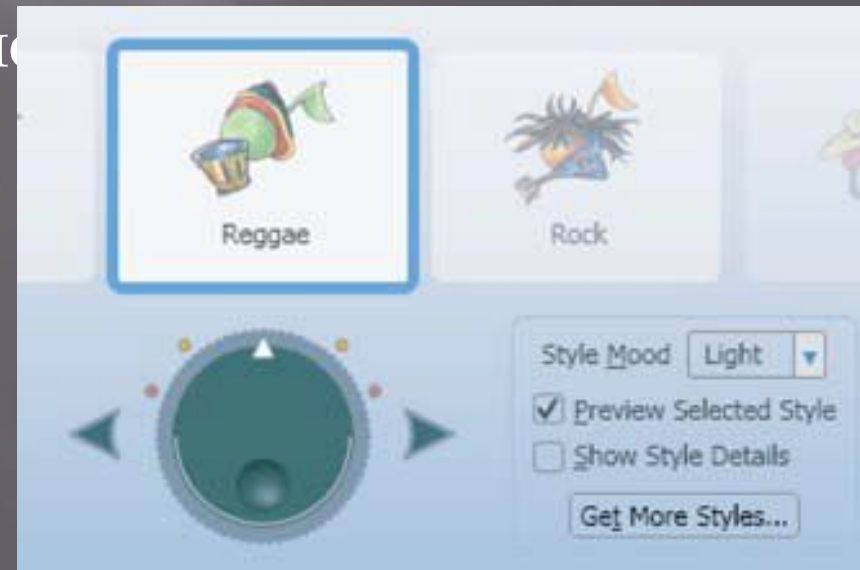 Reggae
Rock
Style Mood Light
Preview Selected Style
Show Style Details
Get More Styles...